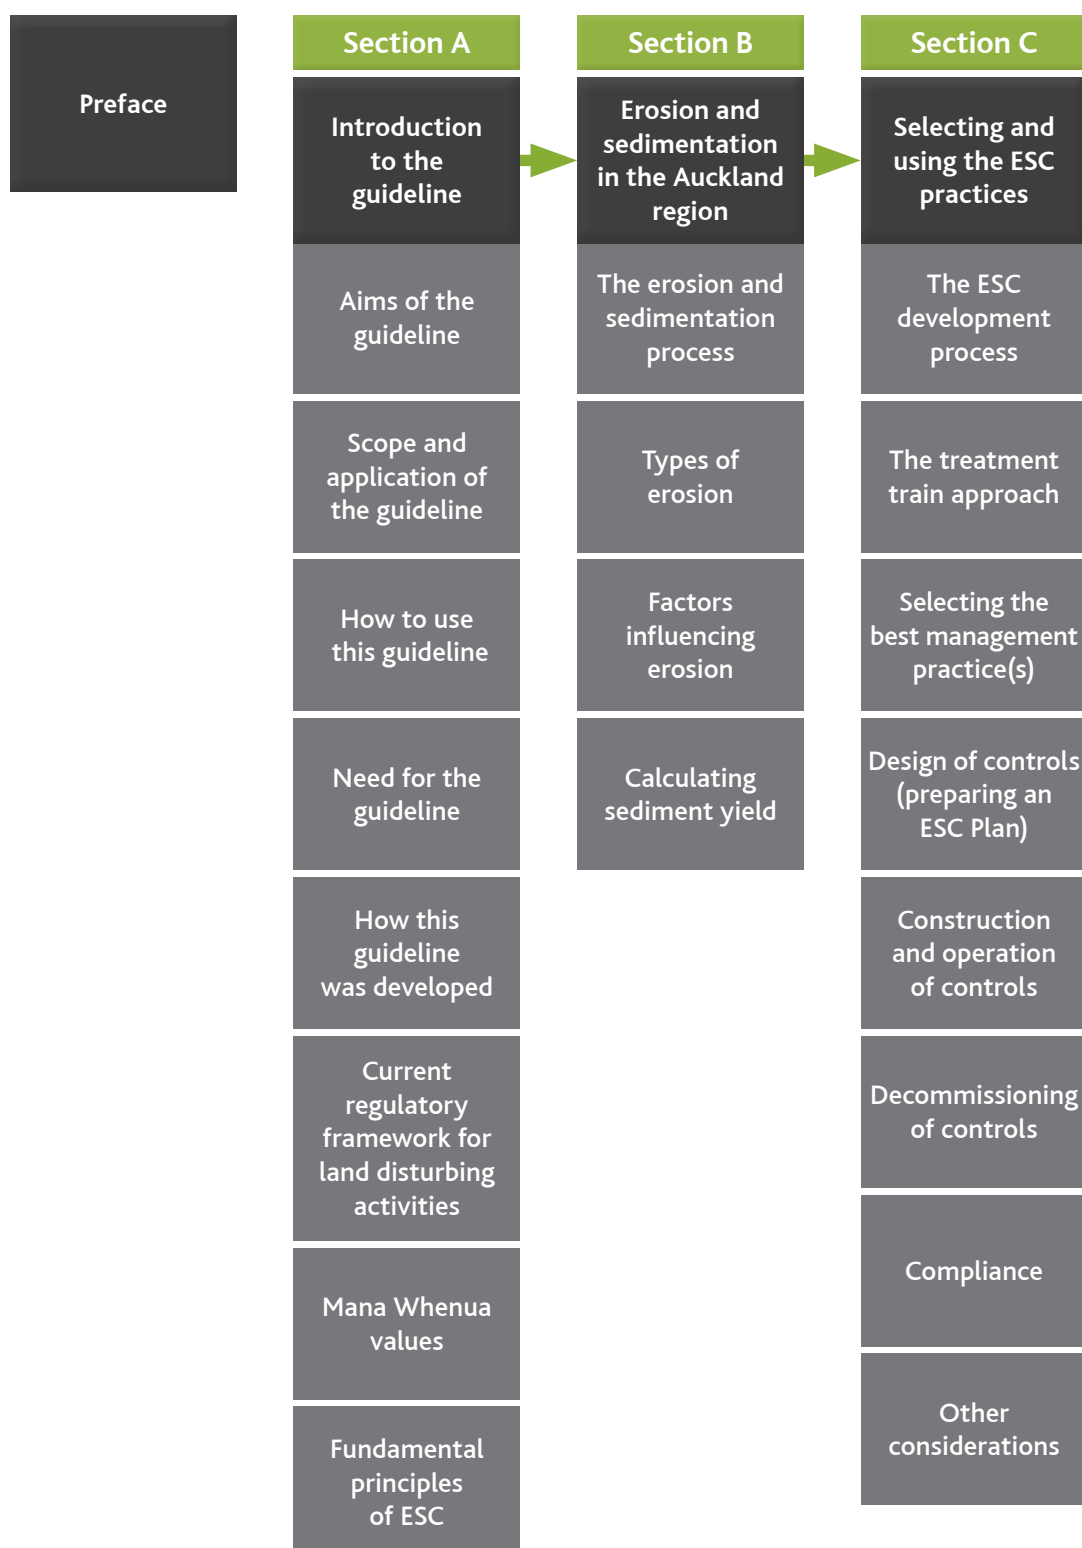 Preface
Section A
Introduction
to the
guideline
Aims of the
guideline
Scope and
application of
the guideline
How to use
this guideline
Need for the
guideline
How this
guideline
was developed
Current
regulatory
framework for
land disturbing
activities
Mana Whenua
values
Fundamental
principles
of ESC
Section B
Erosion and
sedimentation
in the Auckland
region
The erosion and
sedimentation
process
Types of
erosion
Factors
influencing
erosion
Calculating
sediment yield
Section C
Selecting and
using the ESC
practices
The ESC
development
process
The treatment
train approach
Selecting the
best management
practice(s)
Design of controls
(preparing an
ESC Plan)
Construction
and operation
of controls
Decommissioning
of controls
Compliance
Other
considerations